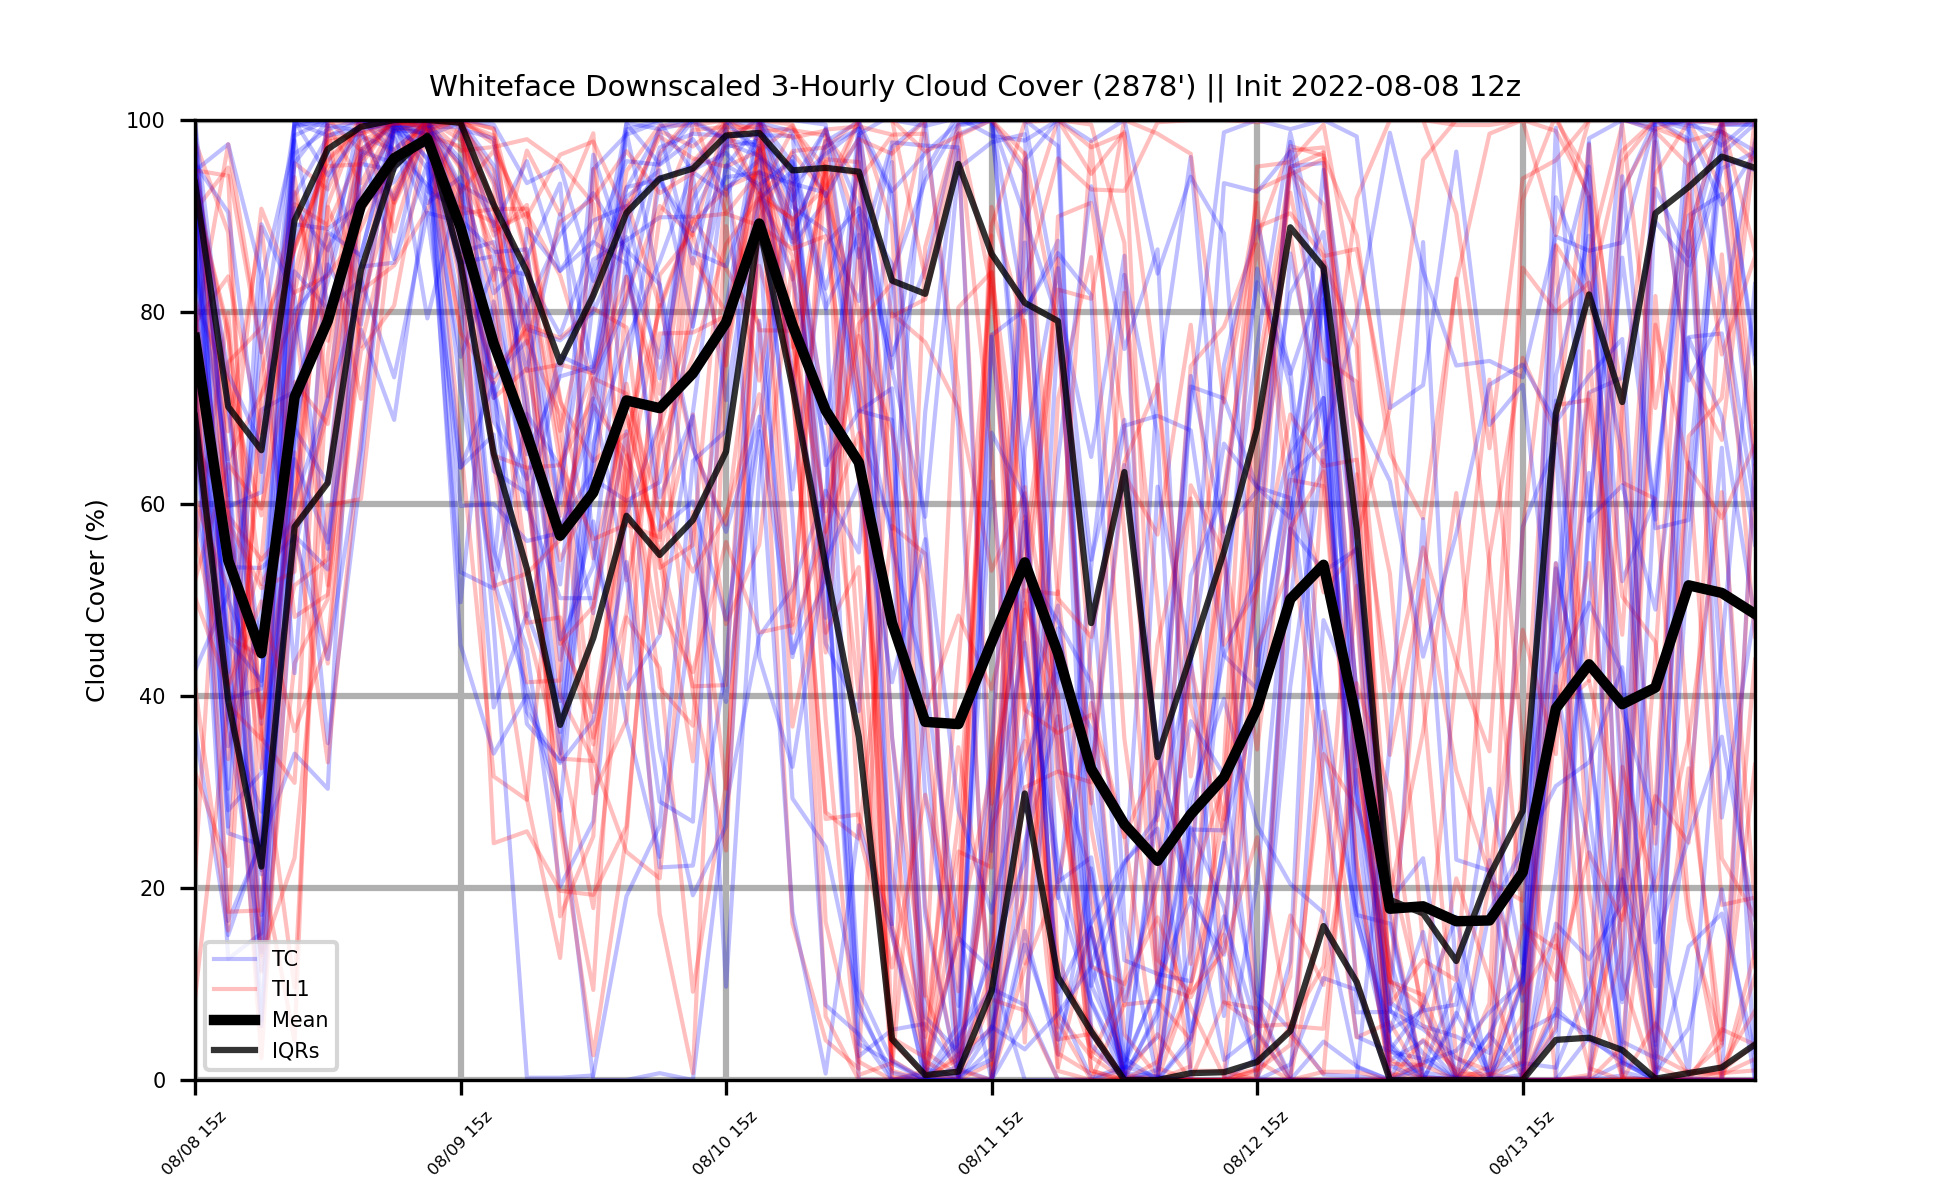 Whiteface Downscaled 3-Hourly Cloud Cover (2878') || Init 2022-08-08 12z
Cloud Cover (%)
100
80
60
40
20
0
TC
TL1
Mean
IQRs
08/08 15z
08/09 15z
08/10 15z
08/11 15z
08/12 15z
08/13 15z